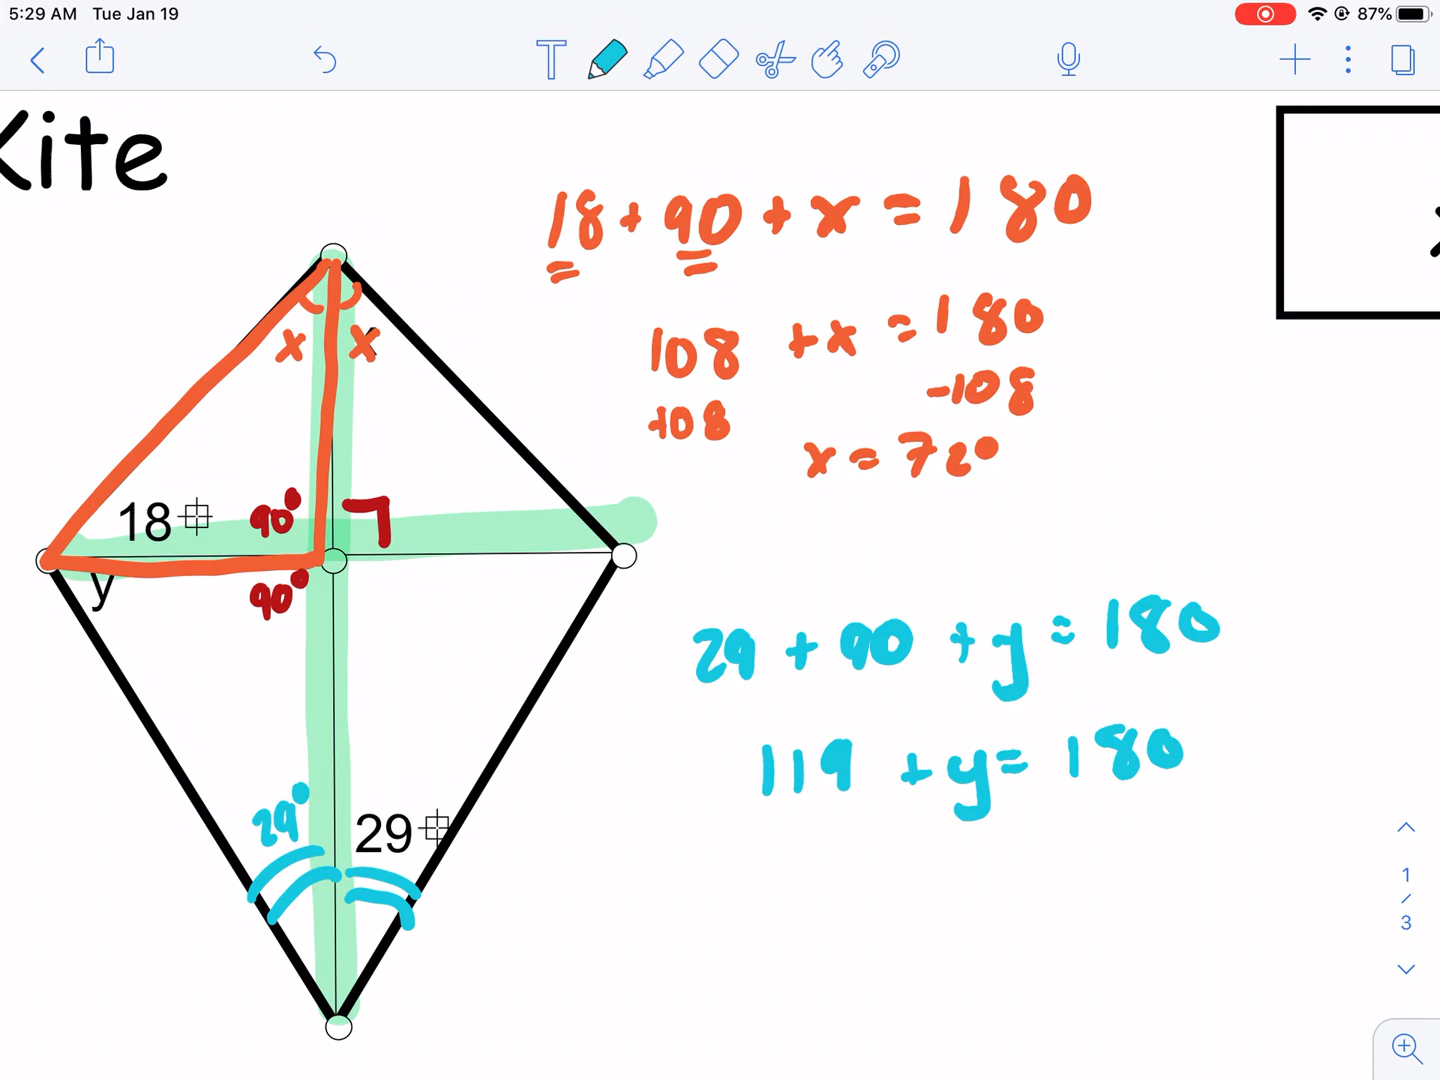 5:29 AM Tue Jan 19
87%
T
Kite
18 + 90 + x = 180
x x
108 + x = 180
-108 -108
x = 72°
18 90°
y 90°
29 + 90 + y = 180
119 + y = 180
29° 29
1
/
3